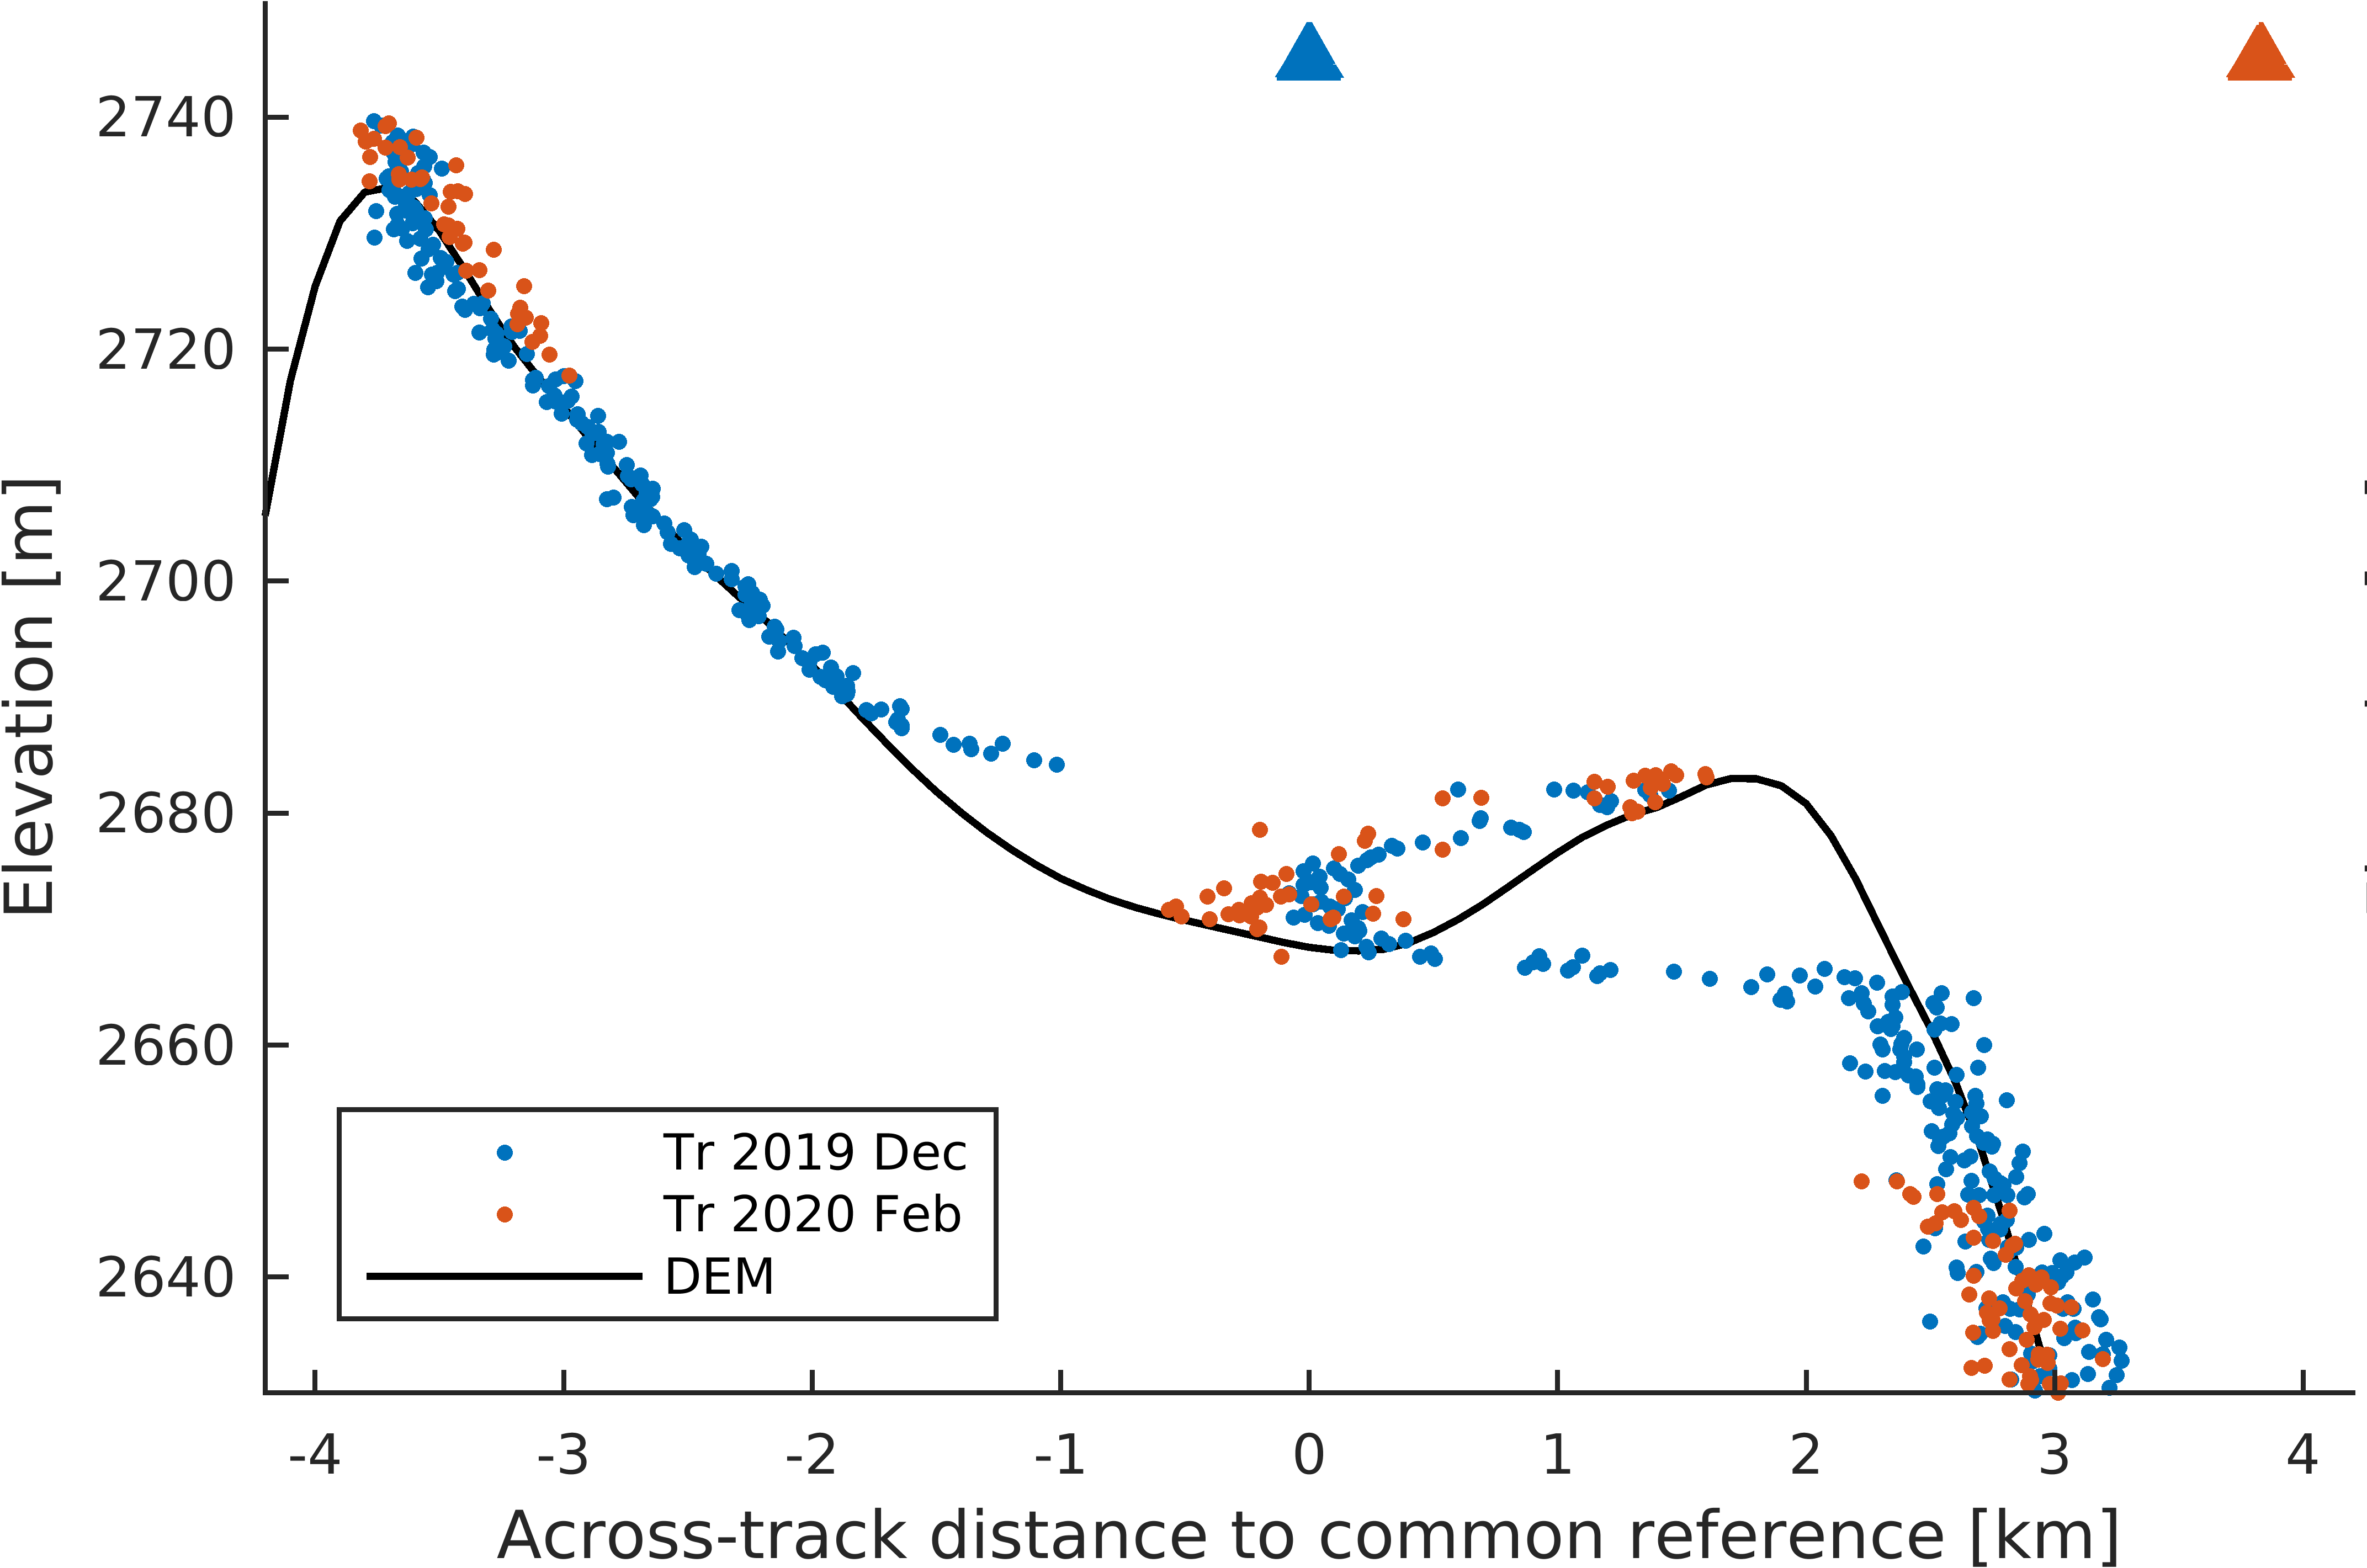 Elevation [m]
2740
2720
2700
2680
2660
2640
Tr 2019 Dec
Tr 2020 Feb
DEM
-4 -3 -2 -1 0 1 2 3 4
Across-track distance to common reference [km]